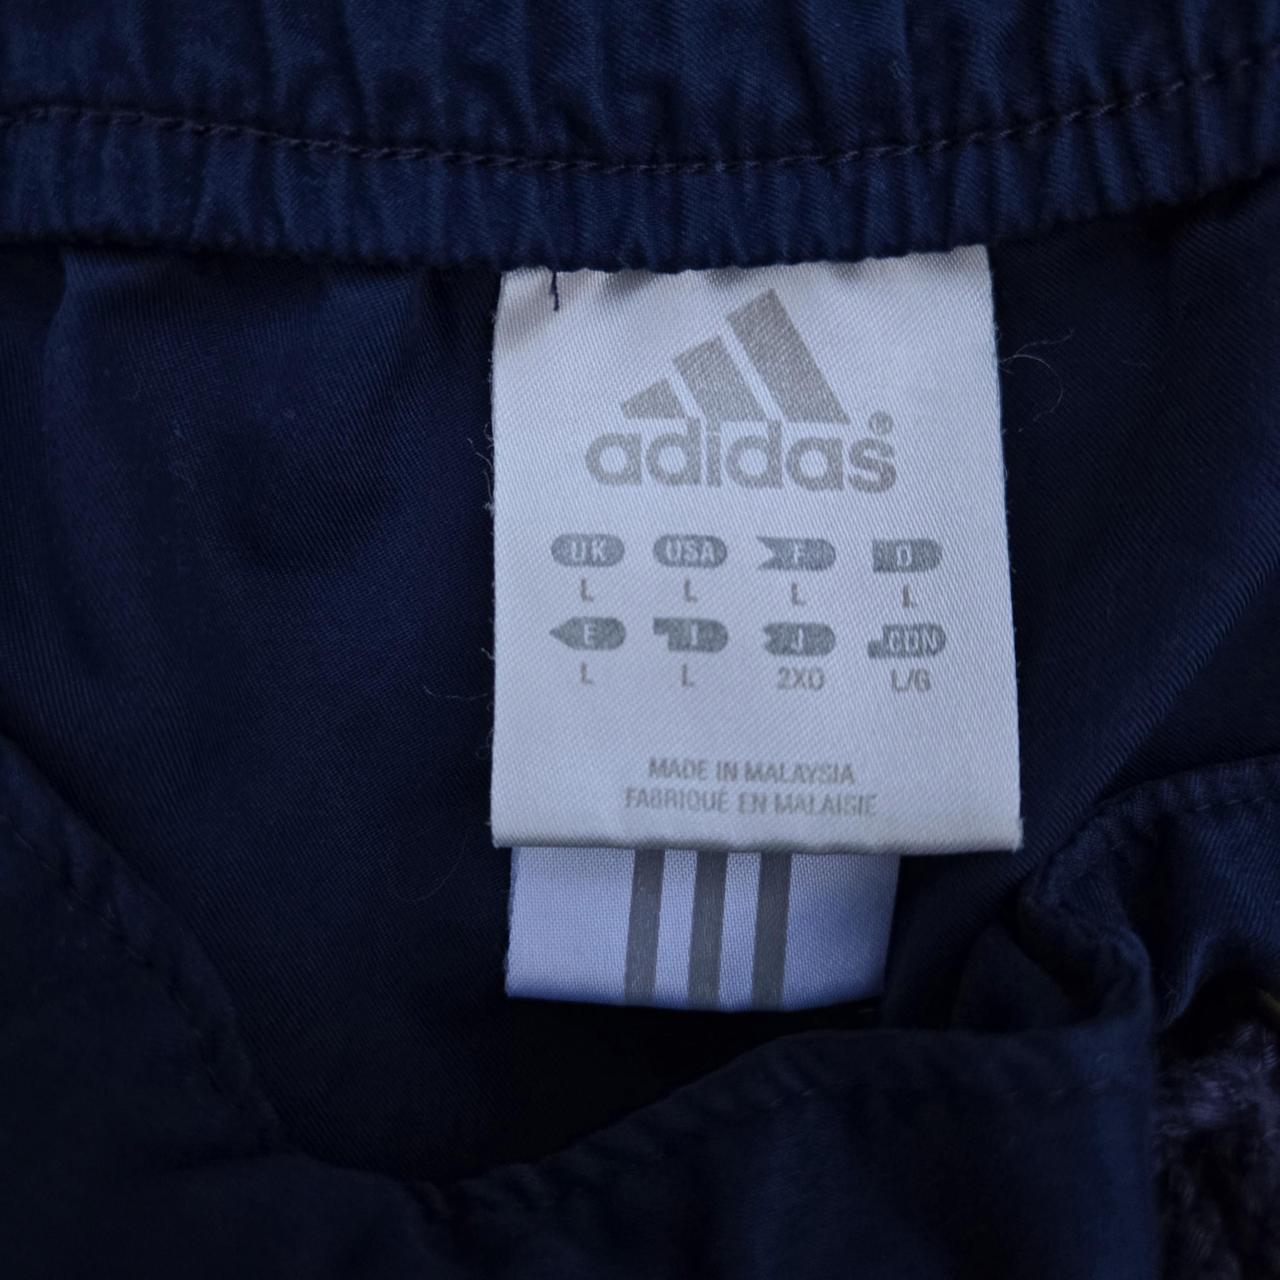 adidas®
UK USA F D
L L L L
E I J CDN
L L 2XO L/G
MADE IN MALAYSIA
FABRIQUÉ EN MALAISIE